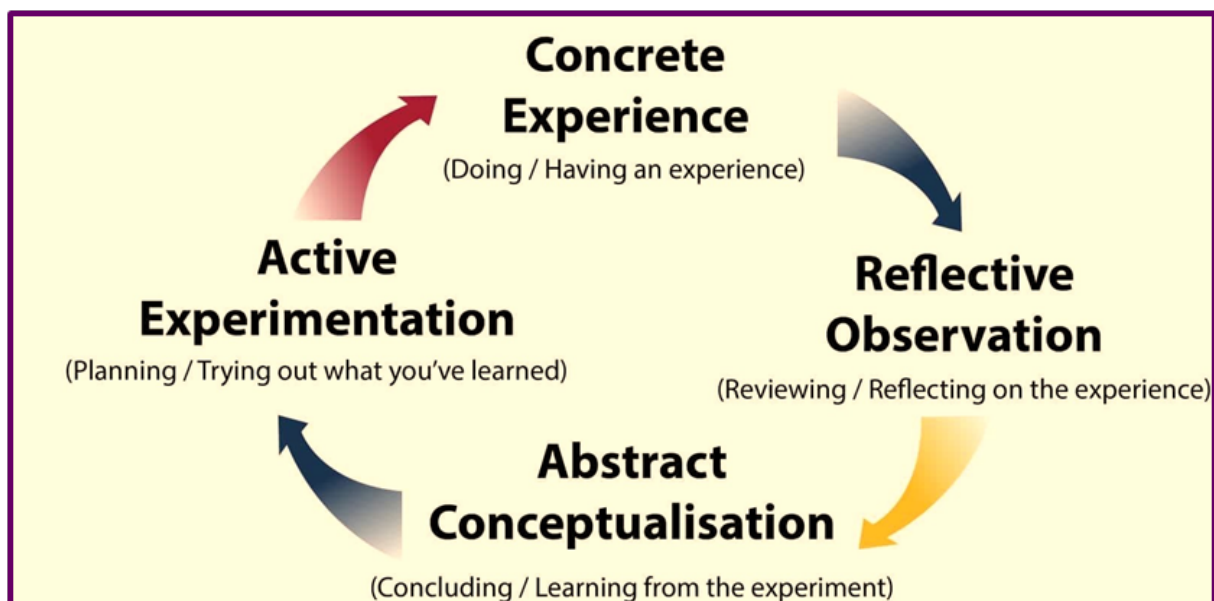 Concrete
Experience
(Doing / Having an experience)
Reflective
Observation
(Reviewing / Reflecting on the experience)
Abstract
Conceptualisation
(Concluding / Learning from the experiment)
Active
Experimentation
(Planning / Trying out what you’ve learned)